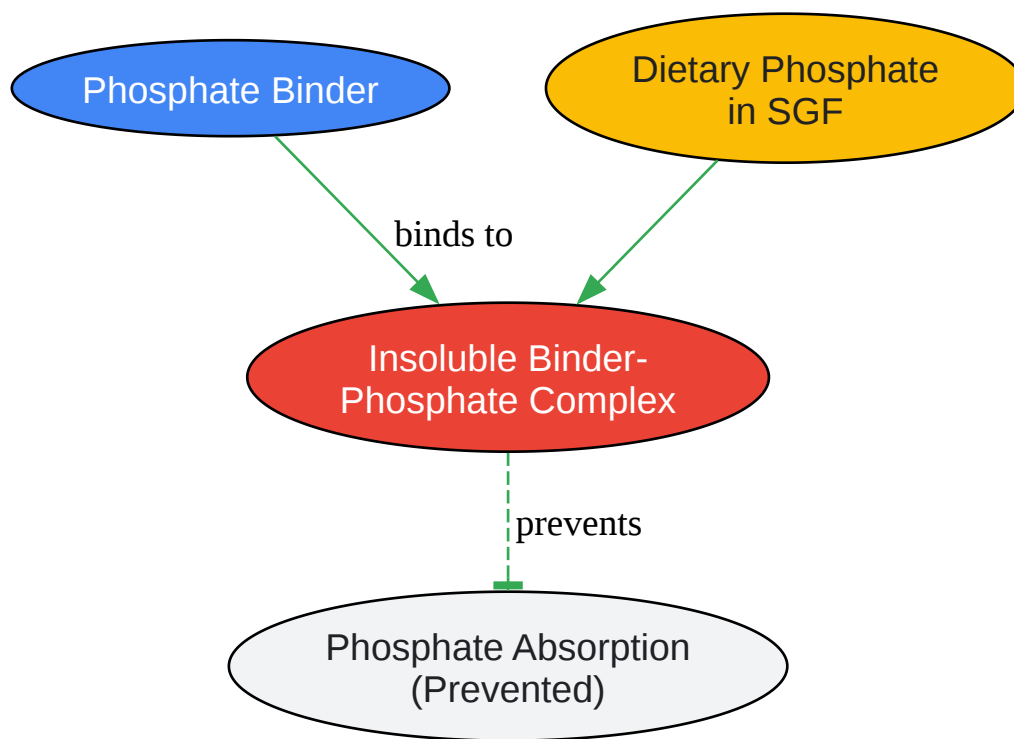 Phosphate Binder
Dietary Phosphate
in SGF
binds to
Insoluble Binder-
Phosphate Complex
prevents
Phosphate Absorption
(Prevented)